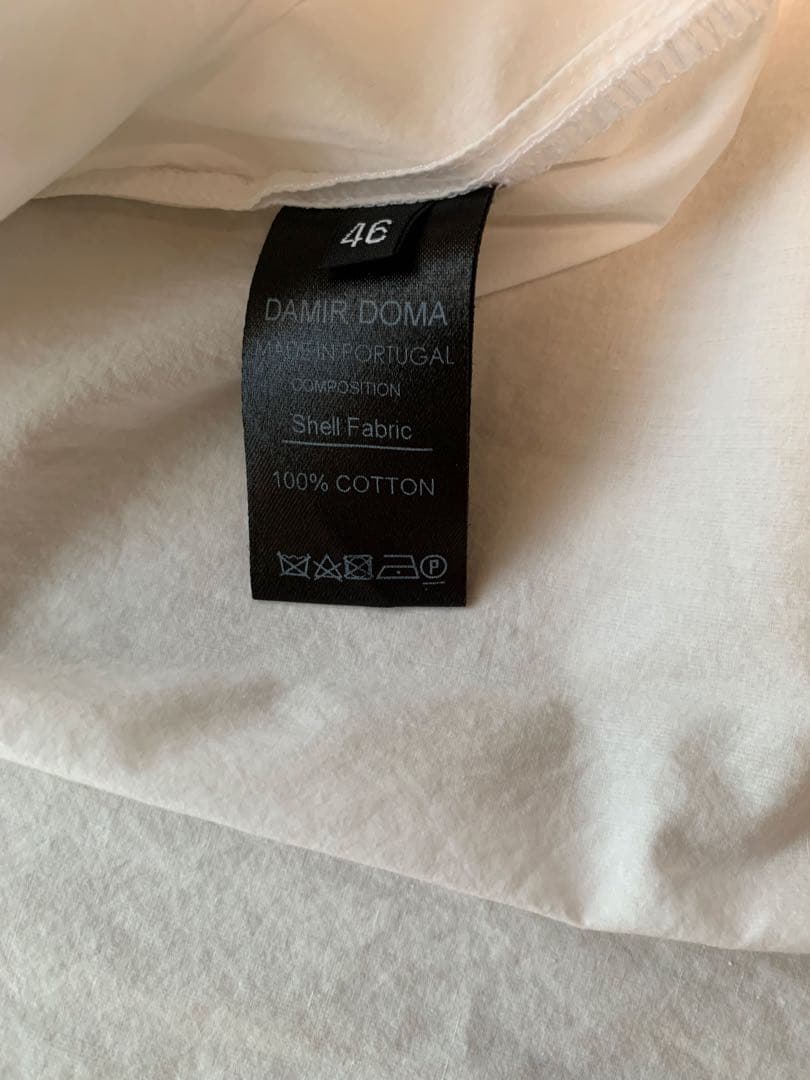 46
DAMIR DOMA
MADE IN PORTUGAL
COMPOSITION
Shell Fabric
100% COTTON
P